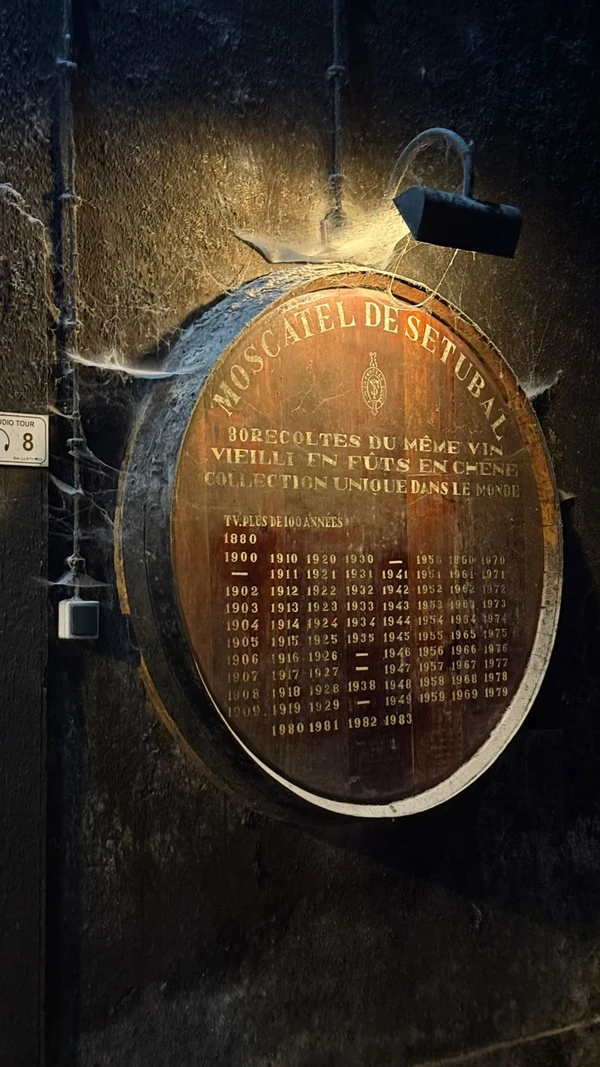 MOSCATEL DE SETUBAL
80 RECOLTES DU MÊME VIN
VIEILLI EN FÛTS EN CHÊNE
COLLECTION UNIQUE DANS LE MONDE
T.V. PLUS DE 100 ANNÉES
1880
1900 1910 1920 1930 — 1950 1960 1970
— 1911 1921 1931 1941 1951 1961 1971
1902 1912 1922 1932 1942 1952 1962 1972
1903 1913 1923 1933 1943 1953 1963 1973
1904 1914 1924 1934 1944 1954 1964 1974
1905 1915 1925 1935 1945 1955 1965 1975
1906 1916 1926 — 1946 1956 1966 1976
1907 1917 1927 — 1947 1957 1967 1977
1908 1918 1928 1938 1948 1958 1968 1978
1909 1919 1929 — 1949 1959 1969 1979
1980 1981 1982 1983
UDIO TOUR
8